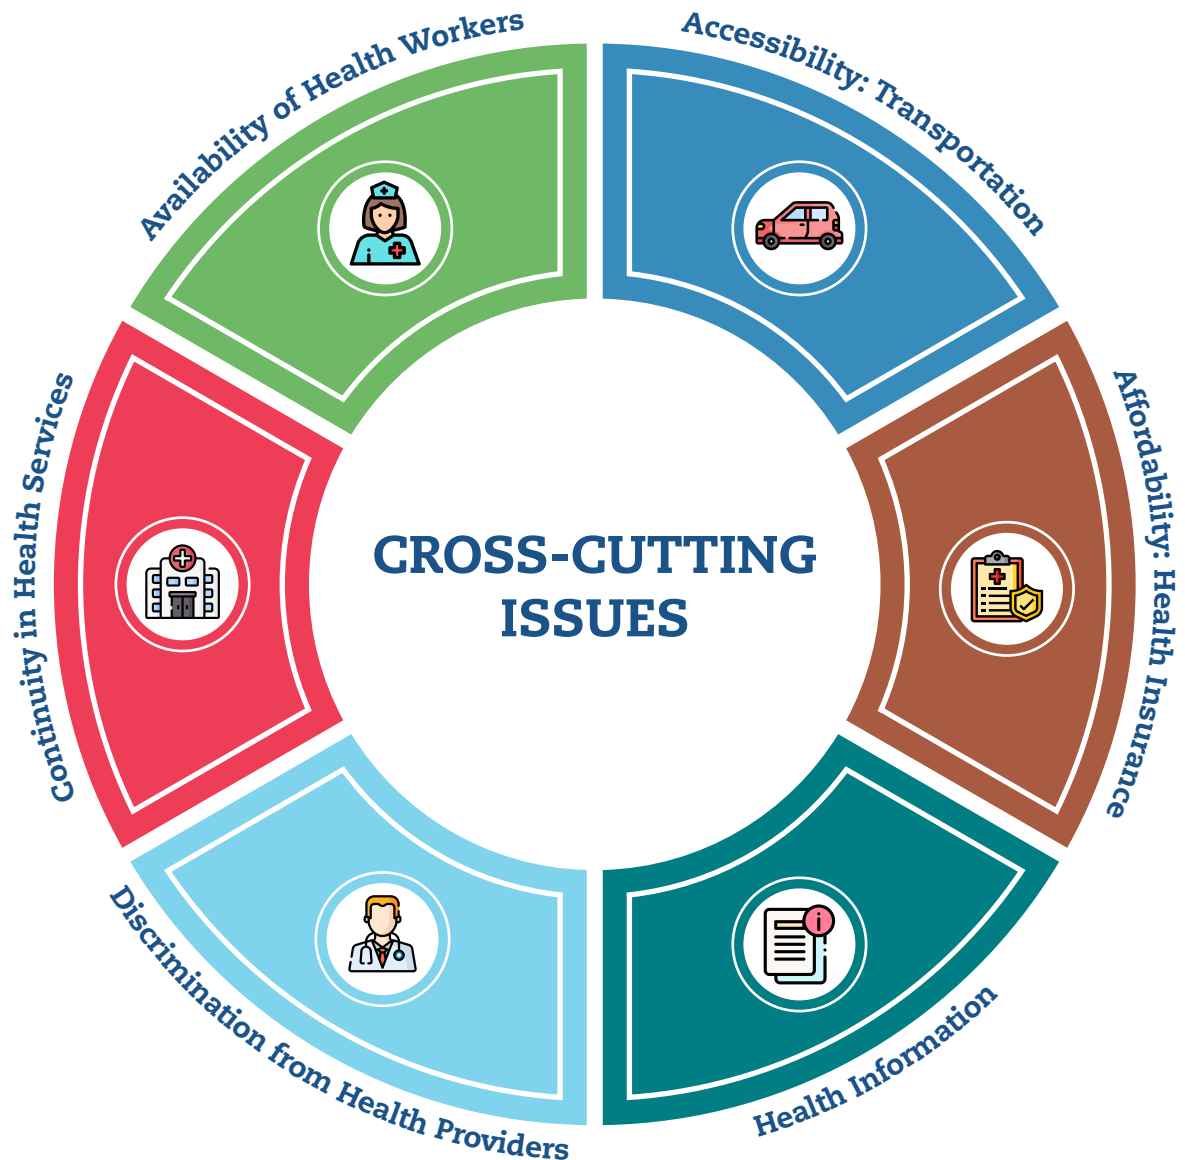 Availability of Health Workers
Accessibility: Transportation
Affordability: Health Insurance
Health Information
Discrimination from Health Providers
Continuity in Health Services
CROSS-CUTTING
ISSUES